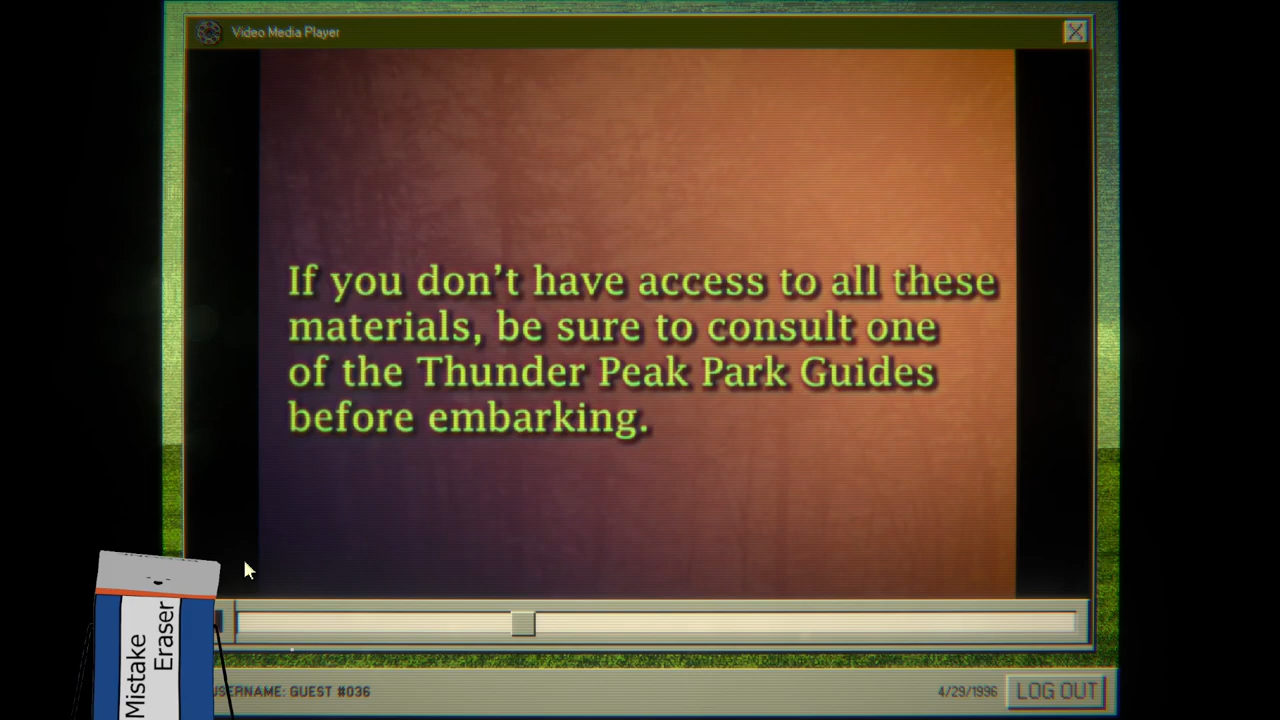 Video Media Player
If you don't have access to all these
materials, be sure to consult one
of the Thunder Peak Park Guides
before embarking.
Mistake
Eraser
USERNAME: GUEST #036
4/29/1996
LOG OUT